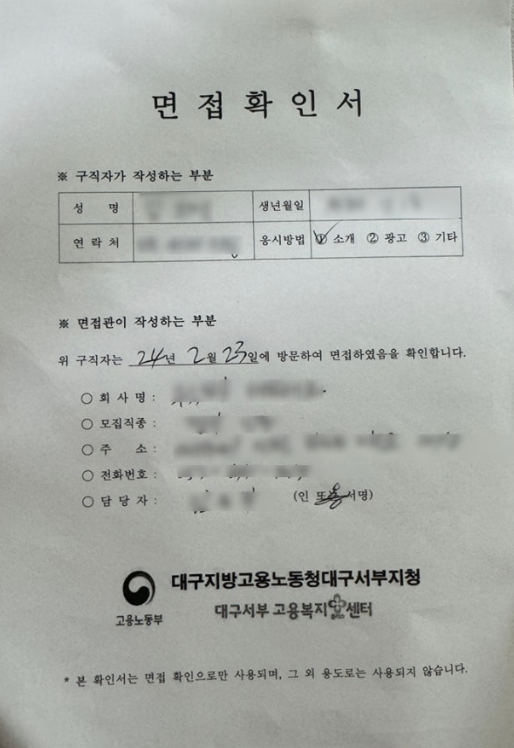 면 접 확 인 서
※ 구직자가 작성하는 부분
성 명 생년월일
연 락 처 응시방법 ① 소개 ② 광고 ③ 기타
※ 면접관이 작성하는 부분
위 구직자는 24년 2월 23일에 방문하여 면접하였음을 확인합니다.
○ 회 사 명 :
○ 모집직종 :
○ 주 소 :
○ 전화번호 :
○ 담 당 자 : (인 또는 서명)
고용노동부
대구지방고용노동청대구서부지청
대구서부 고용복지센터
* 본 확인서는 면접 확인으로만 사용되며, 그 외 용도로는 사용되지 않습니다.